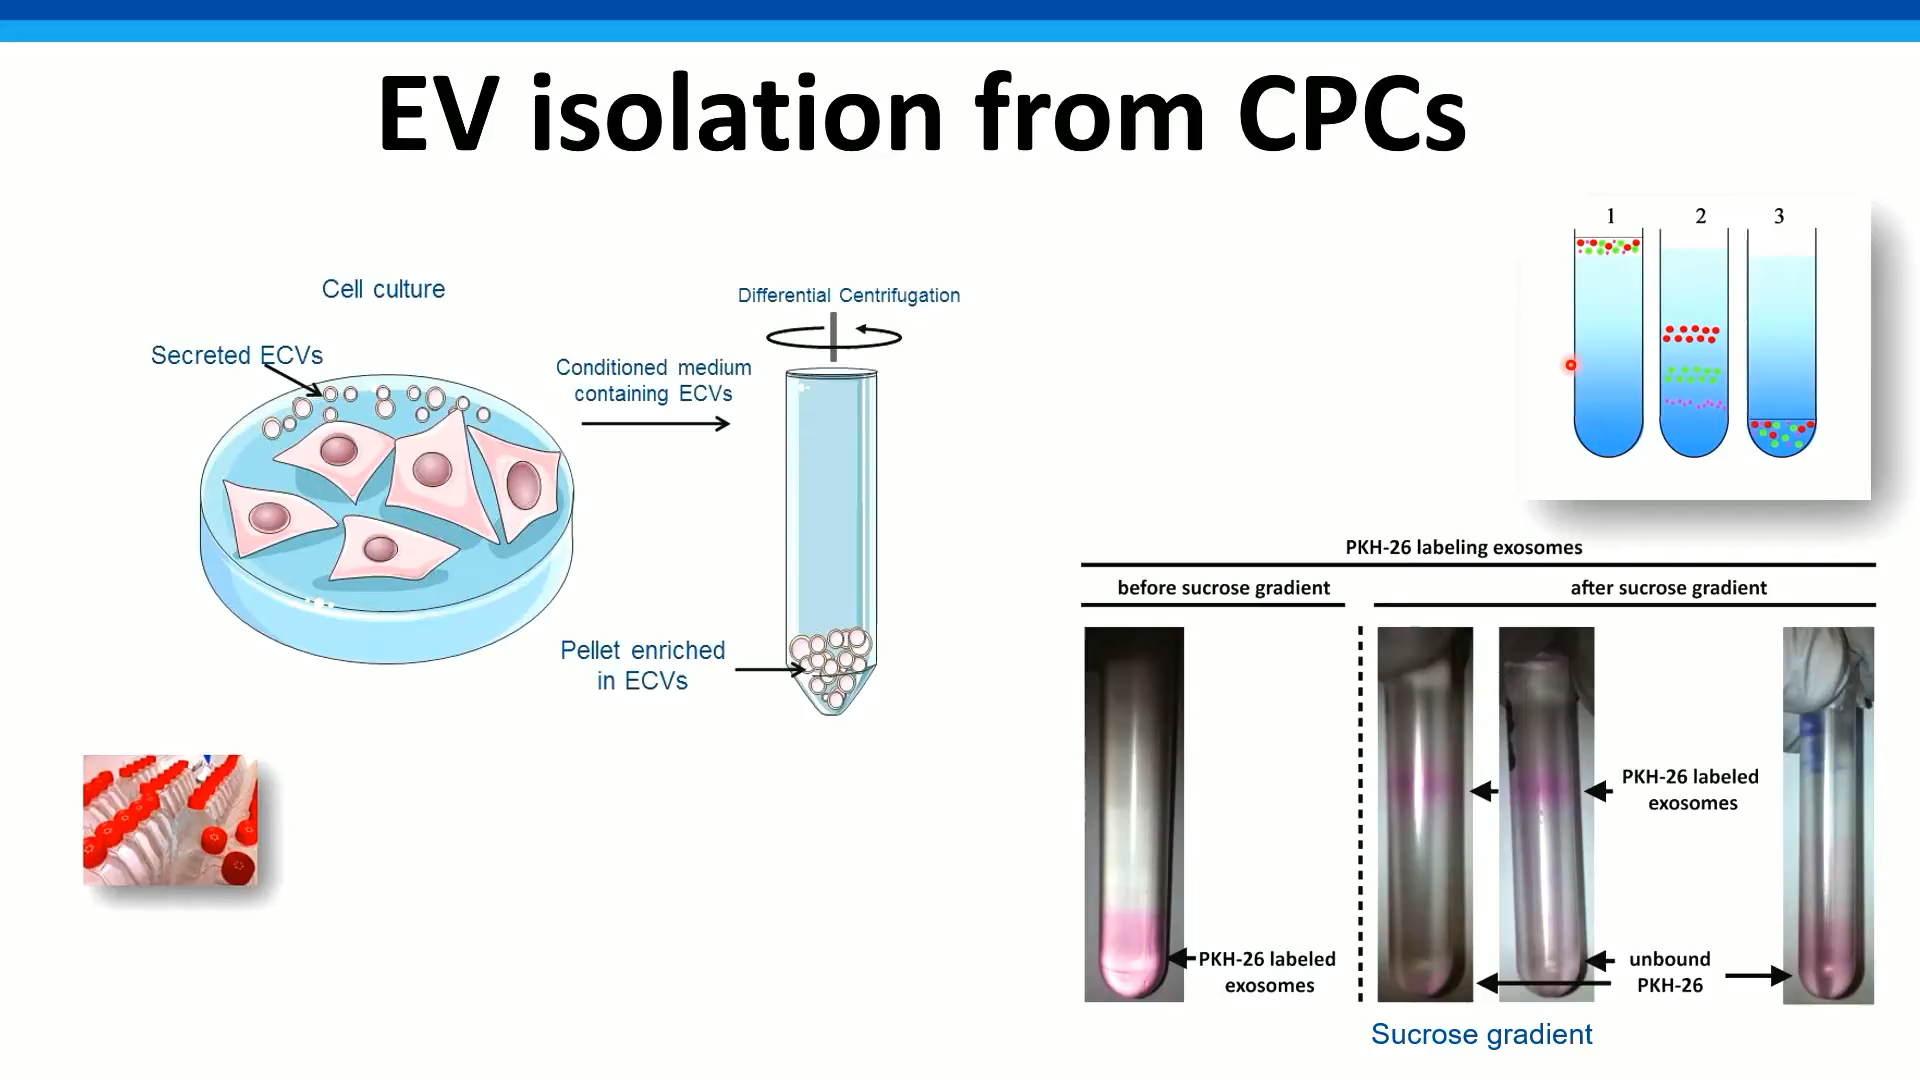 EV isolation from CPCs
Cell culture
Secreted ECVs
Conditioned medium
containing ECVs
Differential Centrifugation
Pellet enriched
in ECVs
1 2 3
PKH-26 labeling exosomes
before sucrose gradient
after sucrose gradient
PKH-26 labeled
exosomes
PKH-26 labeled
exosomes
unbound
PKH-26
Sucrose gradient